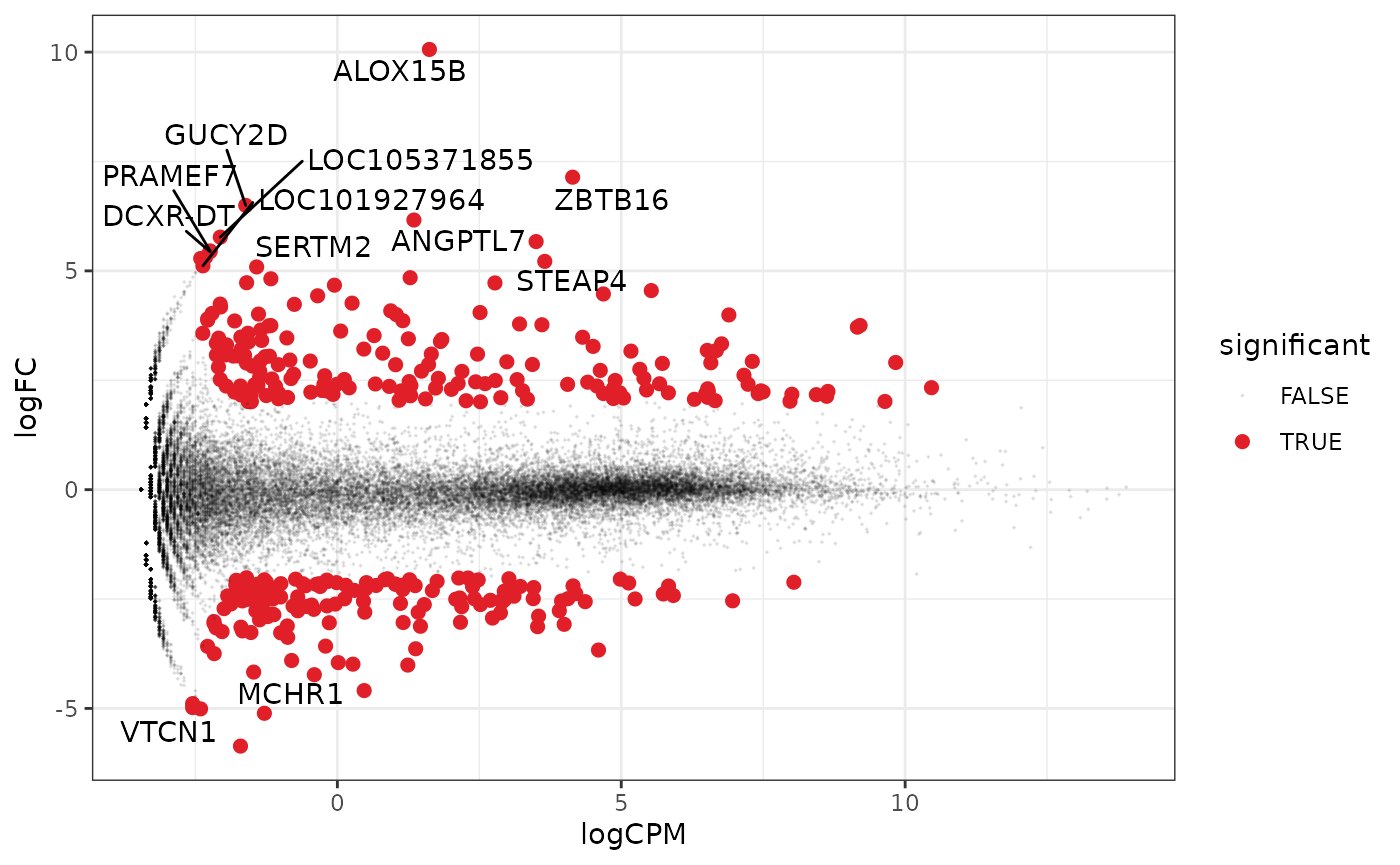 10
ALOX15B
GUCY2D
LOC105371855
PRAMEF7
ZBTB16
LOC101927964
DCXR-DT
ANGPTL7
SERTM2
5
STEAP4
logFC
significant
FALSE
TRUE
0
MCHR1
-5
VTCN1
0
5
10
logCPM